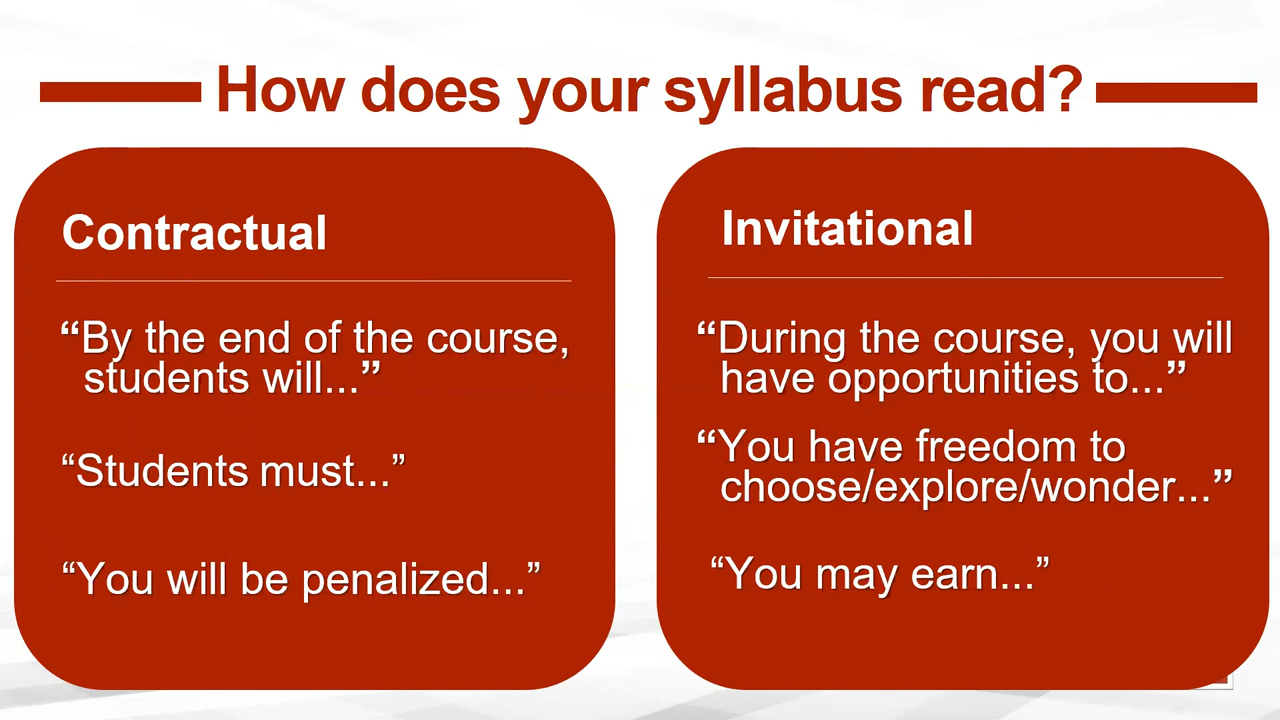 How does your syllabus read?
Contractual
“By the end of the course,
students will...”
“Students must...”
“You will be penalized...”
Invitational
“During the course, you will
have opportunities to...”
“You have freedom to
choose/explore/wonder...”
“You may earn...”